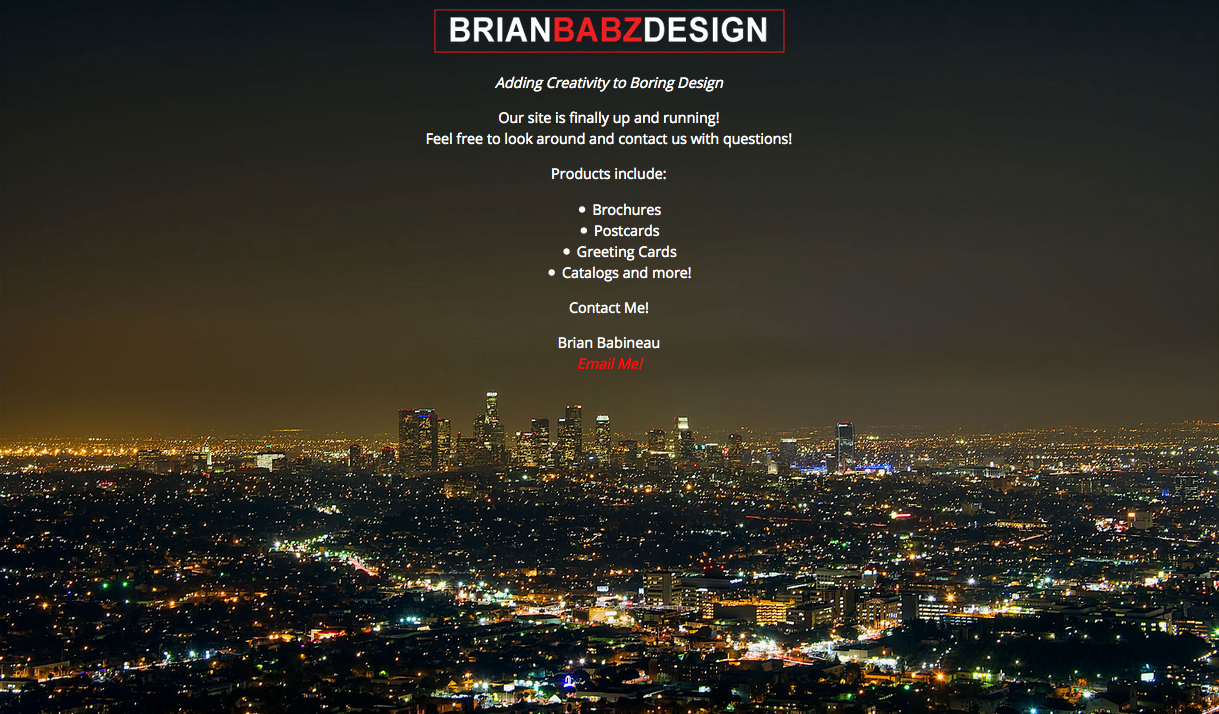 BRIANBABZDESIGN
Adding Creativity to Boring Design
Our site is finally up and running!
Feel free to look around and contact us with questions!
Products include:
• Brochures
• Postcards
• Greeting Cards
• Catalogs and more!
Contact Me!
Brian Babineau
Email Me!